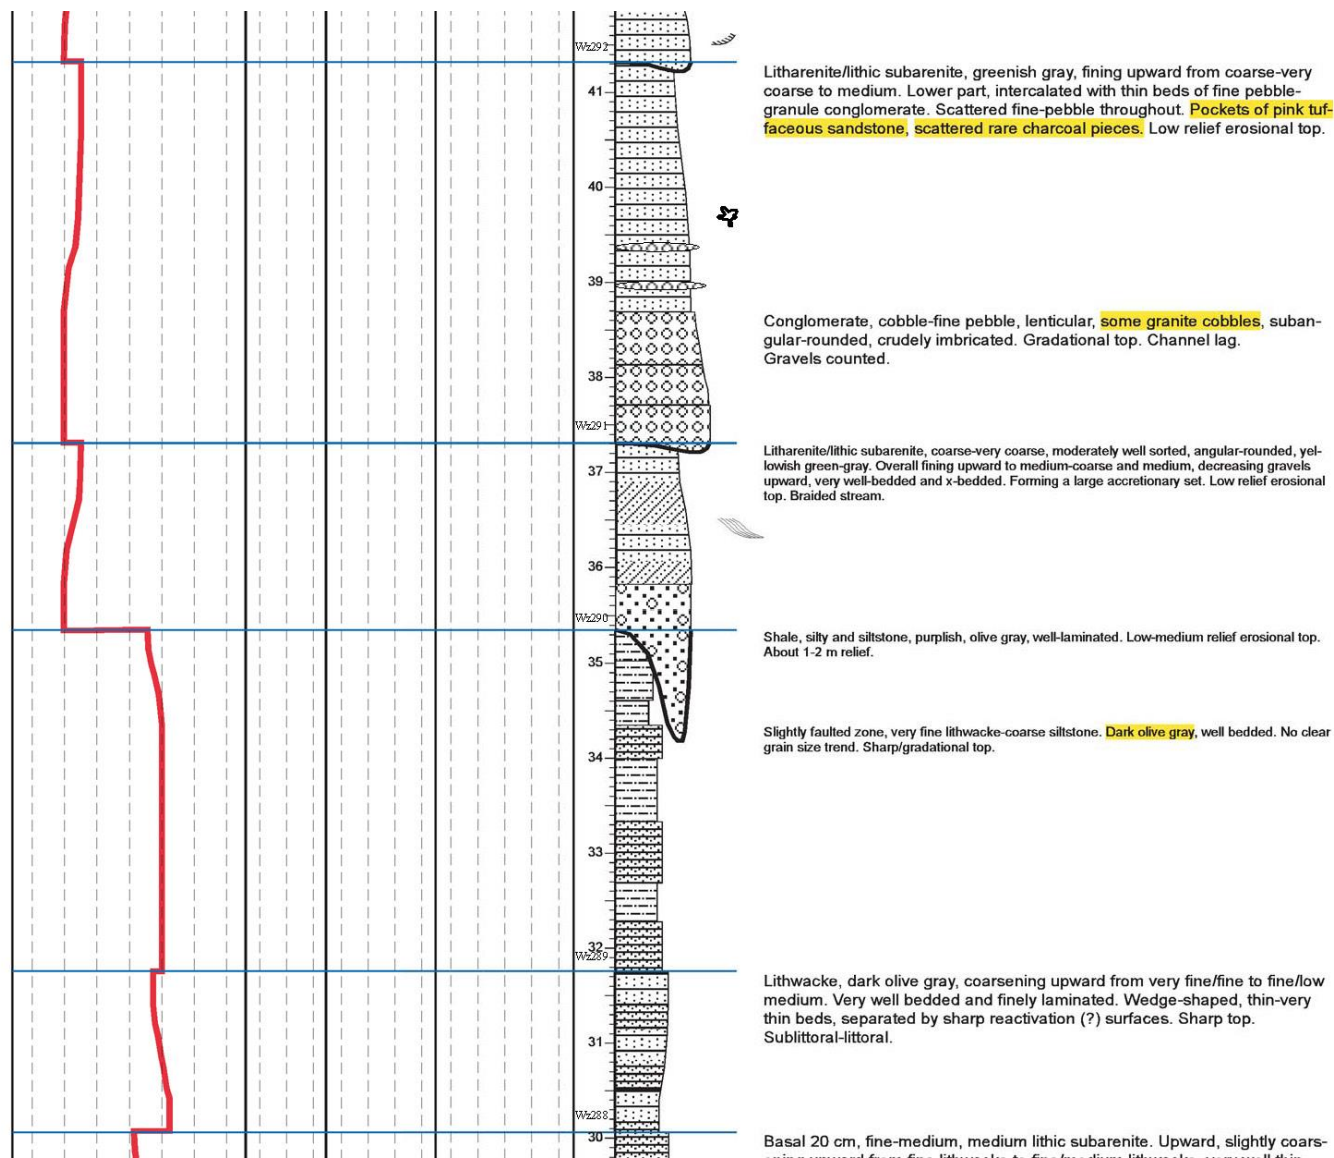 Wz292
Litharenite/lithic subarenite, greenish gray, fining upward from coarse-very
coarse to medium. Lower part, intercalated with thin beds of fine pebble-
granule conglomerate. Scattered fine-pebble throughout. Pockets of pink tuf-
faceous sandstone, scattered rare charcoal pieces. Low relief erosional top.
41
40
39
Conglomerate, cobble-fine pebble, lenticular, some granite cobbles, suban-
gular-rounded, crudely imbricated. Gradational top. Channel lag.
Gravels counted.
38
Wz291
Litharenite/lithic subarenite, coarse-very coarse, moderately well sorted, angular-rounded, yel-
lowish green-gray. Overall fining upward to medium-coarse and medium, decreasing gravels
upward, very well-bedded and x-bedded. Forming a large accretionary set. Low relief erosional
top. Braided stream.
37
36
Wz290
Shale, silty and siltstone, purplish, olive gray, well-laminated. Low-medium relief erosional top.
About 1-2 m relief.
35
Slightly faulted zone, very fine lithwacke-coarse siltstone. Dark olive gray, well bedded. No clear
grain size trend. Sharp/gradational top.
34
33
32
Wz289
Lithwacke, dark olive gray, coarsening upward from very fine/fine to fine/low
medium. Very well bedded and finely laminated. Wedge-shaped, thin-very
thin beds, separated by sharp reactivation (?) surfaces. Sharp top.
Sublittoral-littoral.
31
Wz288
30
Basal 20 cm, fine-medium, medium lithic subarenite. Upward, slightly coars-